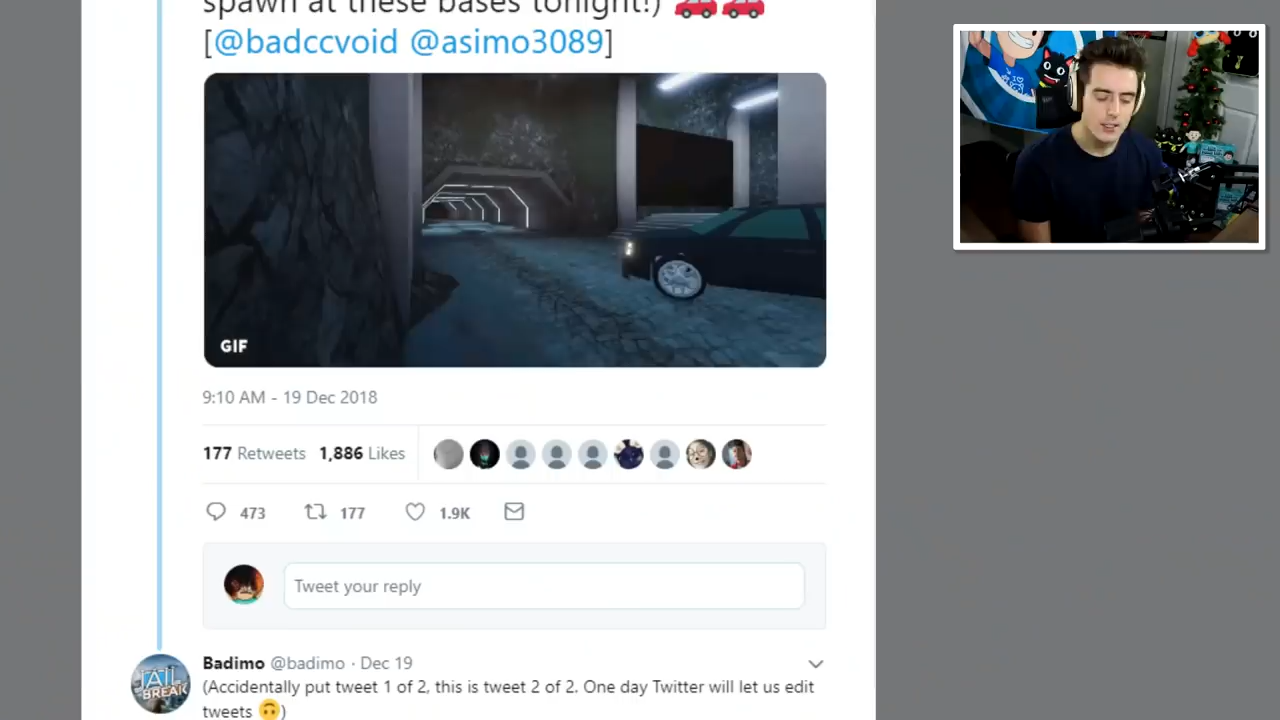 spawn at these bases tonight!) 🚗🚗
[@badccvoid @asimo3089]
GIF
9:10 AM - 19 Dec 2018
177 Retweets 1,886 Likes
473 177 1.9K
Tweet your reply
Badimo @badimo · Dec 19
JAIL
BREAK
(Accidentally put tweet 1 of 2, this is tweet 2 of 2. One day Twitter will let us edit
tweets 🙃)